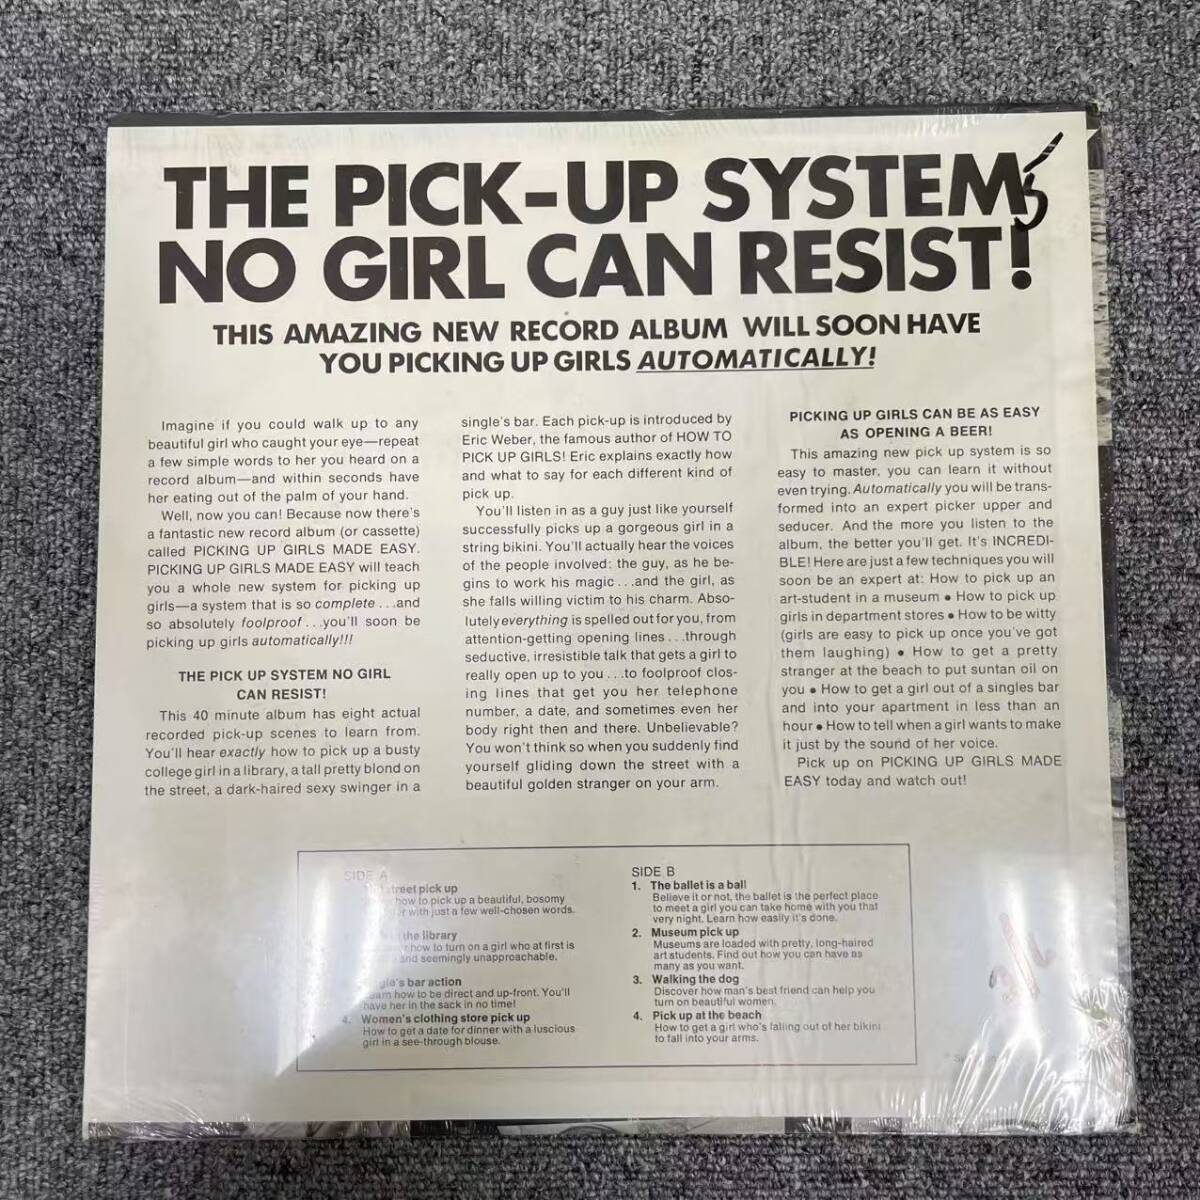 THE PICK-UP SYSTEM
NO GIRL CAN RESIST!
THIS AMAZING NEW RECORD ALBUM WILL SOON HAVE
YOU PICKING UP GIRLS AUTOMATICALLY!
Imagine if you could walk up to any
beautiful girl who caught your eye—repeat
a few simple words to her you heard on a
record album—and within seconds have
her eating out of the palm of your hand.
Well, now you can! Because now there's
a fantastic new record album (or cassette)
called PICKING UP GIRLS MADE EASY.
PICKING UP GIRLS MADE EASY will teach
you a whole new system for picking up
girls—a system that is so complete...and
so absolutely foolproof...you'll soon be
picking up girls automatically!!!
THE PICK UP SYSTEM NO GIRL
CAN RESIST!
This 40 minute album has eight actual
recorded pick-up scenes to learn from.
You'll hear exactly how to pick up a busty
college girl in a library, a tall pretty blond on
the street, a dark-haired sexy swinger in a
single's bar. Each pick-up is introduced by
Eric Weber, the famous author of HOW TO
PICK UP GIRLS! Eric explains exactly how
and what to say for each different kind of
pick up.
You'll listen in as a guy just like yourself
successfully picks up a gorgeous girl in a
string bikini. You'll actually hear the voices
of the people involved: the guy, as he be-
gins to work his magic...and the girl, as
she falls willing victim to his charm. Abso-
lutely everything is spelled out for you, from
attention-getting opening lines...through
seductive, irresistible talk that gets a girl to
really open up to you...to foolproof clos-
ing lines that get you her telephone
number, a date, and sometimes even her
body right then and there. Unbelievable?
You won't think so when you suddenly find
yourself gliding down the street with a
beautiful golden stranger on your arm.
PICKING UP GIRLS CAN BE AS EASY
AS OPENING A BEER!
This amazing new pick up system is so
easy to master, you can learn it without
even trying. Automatically you will be trans-
formed into an expert picker upper and
seducer. And the more you listen to the
album, the better you'll get. It's INCREDI-
BLE! Here are just a few techniques you will
soon be an expert at: How to pick up an
art-student in a museum • How to pick up
girls in department stores • How to be witty
(girls are easy to pick up once you've got
them laughing) • How to get a pretty
stranger at the beach to put suntan oil on
you • How to get a girl out of a singles bar
and into your apartment in less than an
hour • How to tell when a girl wants to make
it just by the sound of her voice.
Pick up on PICKING UP GIRLS MADE
EASY today and watch out!
SIDE A
street pick up
how to pick up a beautiful, bosomy
with just a few well-chosen words.
the library
how to turn on a girl who at first is
and seemingly unapproachable.
bar action
how to be direct and up-front. You'll
have her in the sack in no time!
4. Women's clothing store pick up
How to get a date for dinner with a luscious
girl in a see-through blouse.
SIDE B
1. The ballet is a ball
Believe it or not, the ballet is the perfect place
to meet a girl you can take home with you that
very night. Learn how easily it's done.
2. Museum pick up
Museums are loaded with pretty, long-haired
art students. Find out how you can have as
many as you want.
3. Walking the dog
Discover how man's best friend can help you
turn on beautiful women.
4. Pick up at the beach
How to get a girl who's falling out of her bikini
to fall into your arms.